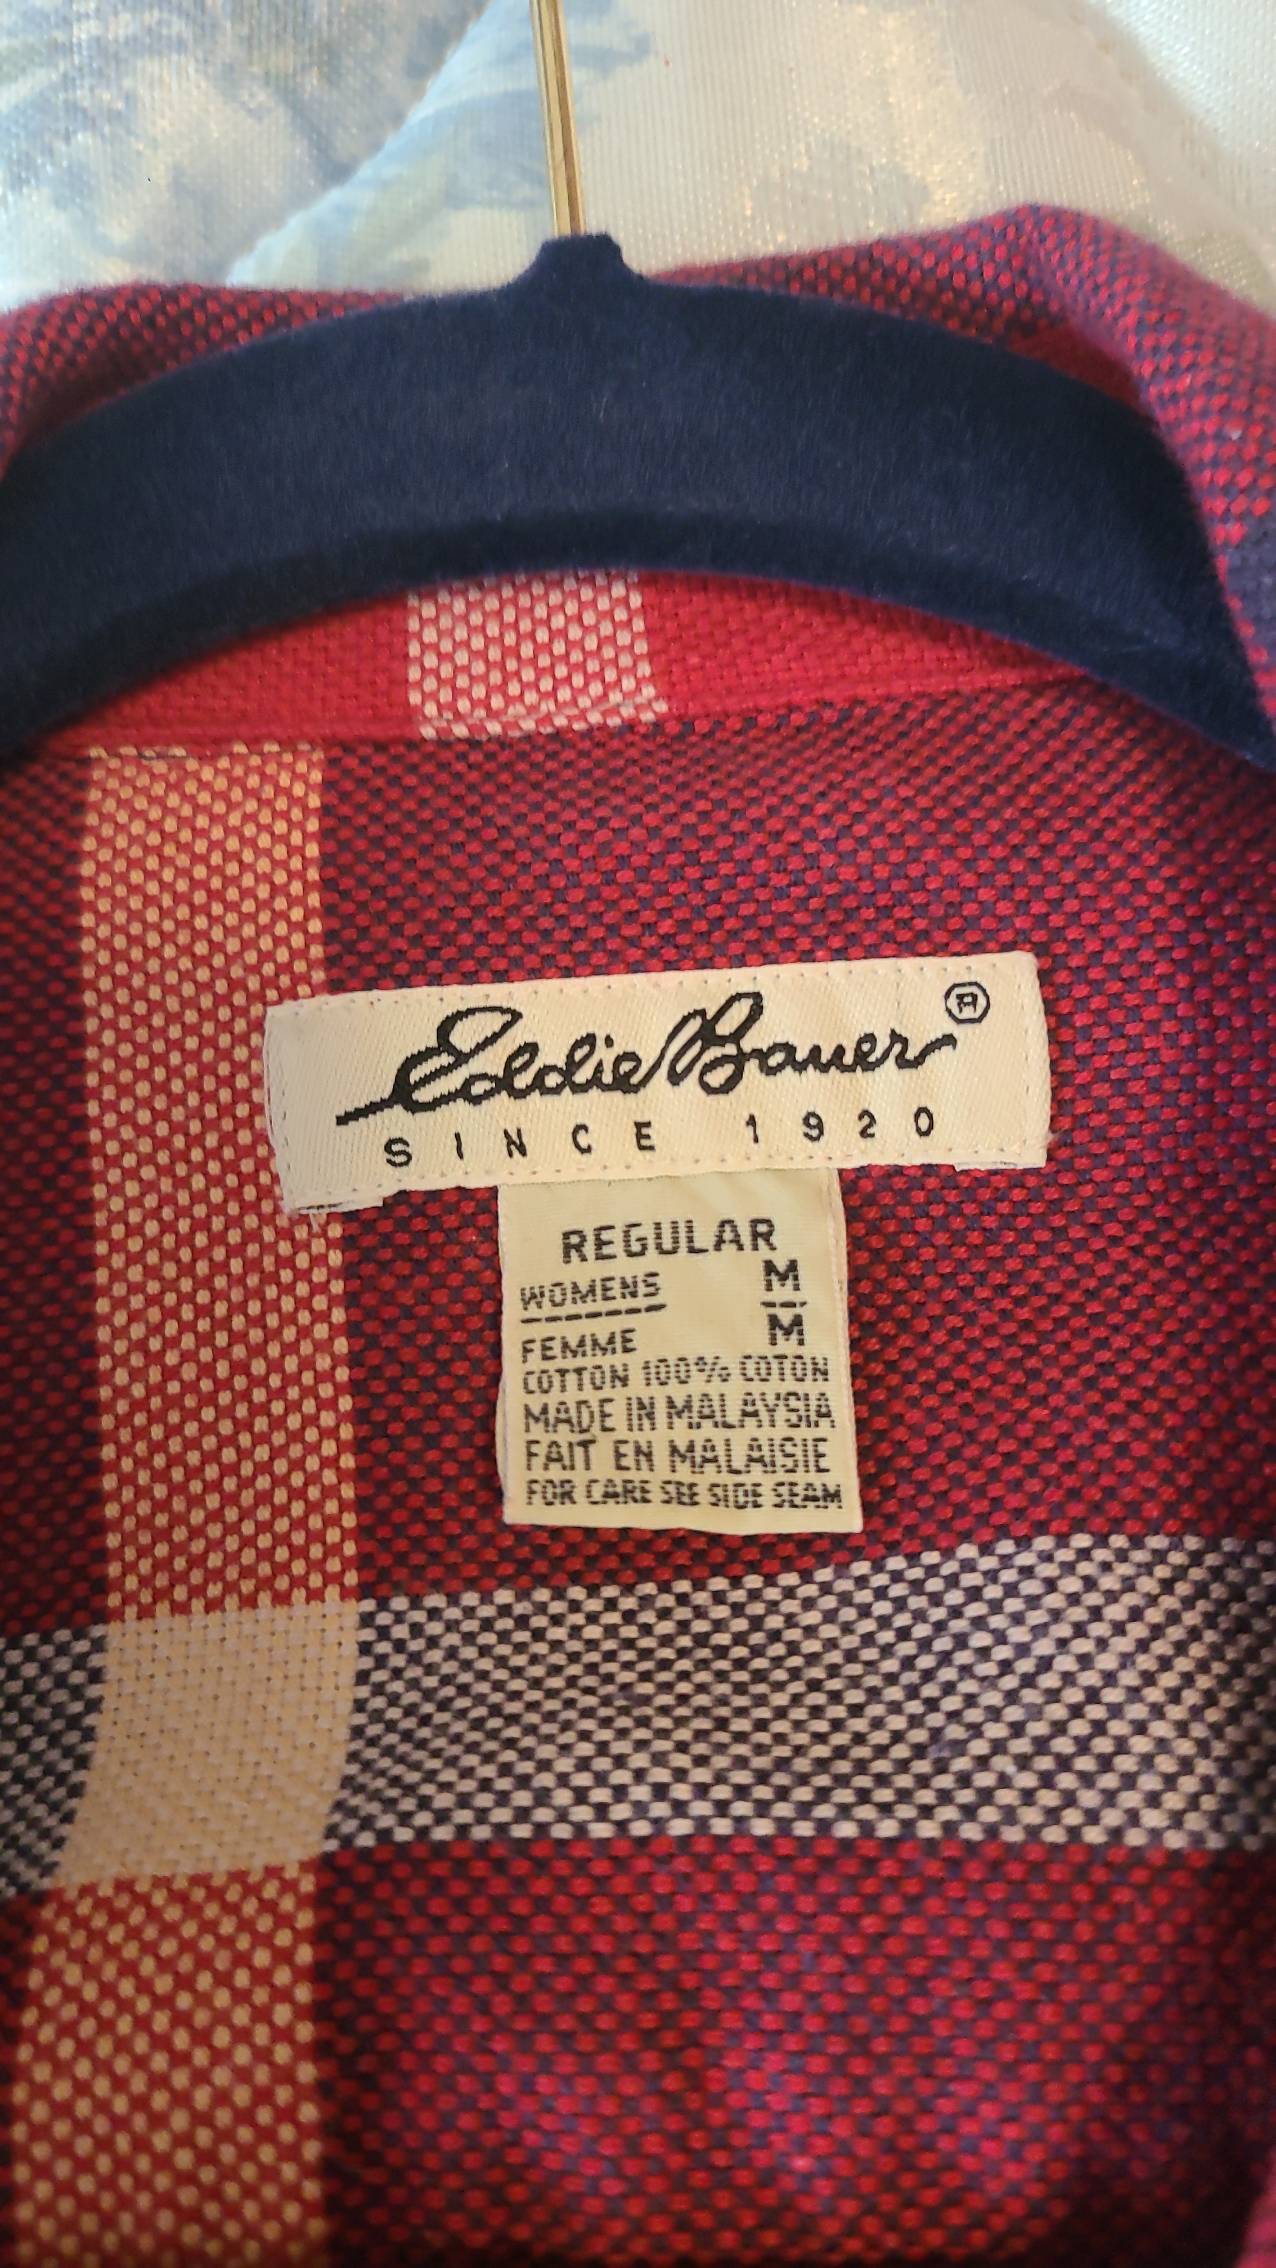 Eddie Bauer ®
SINCE 1920
REGULAR
WOMENS M
FEMME M
COTTON 100% COTON
MADE IN MALAYSIA
FAIT EN MALAISIE
FOR CARE SEE SIDE SEAM